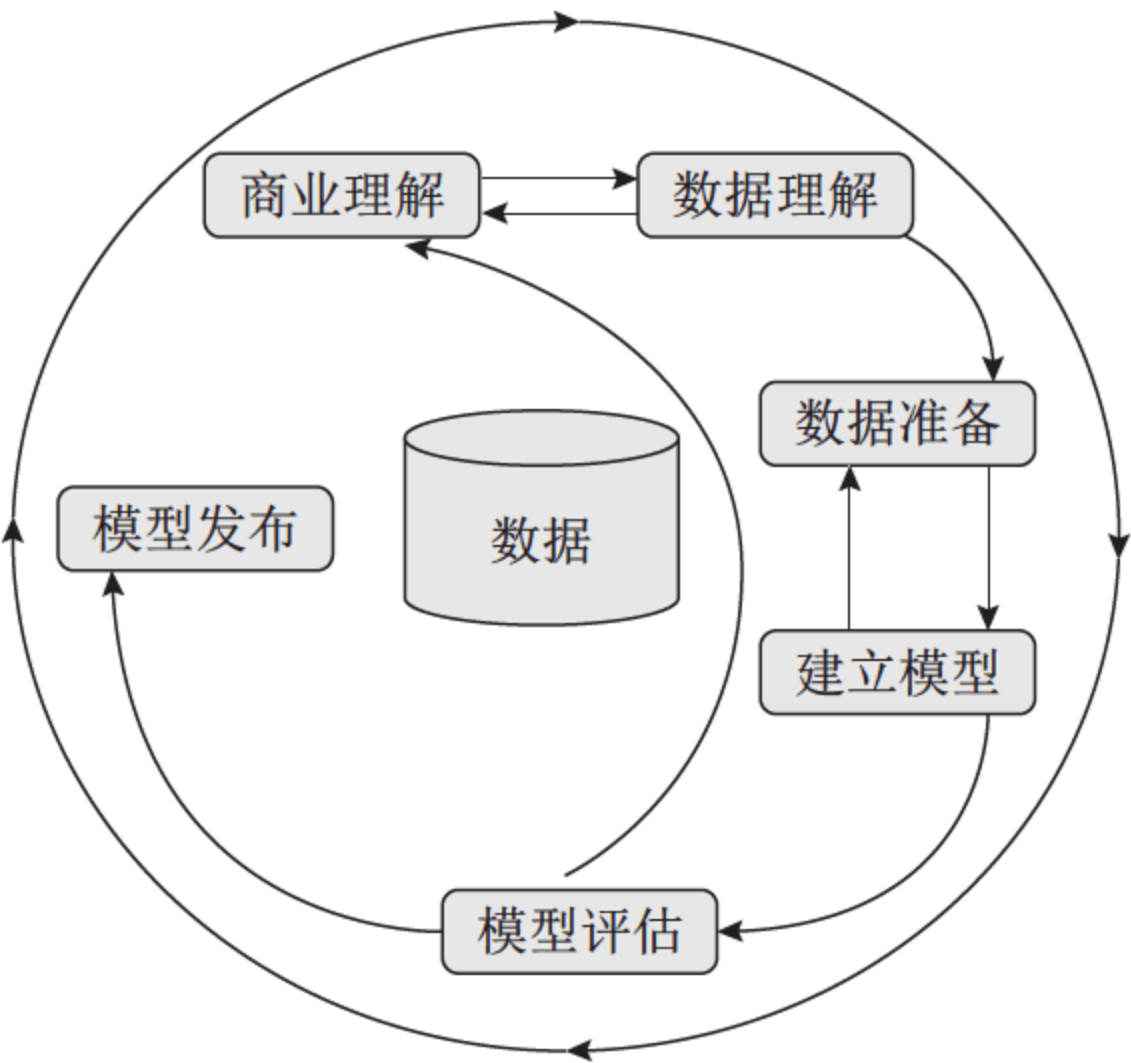 商业理解
数据理解
数据准备
数据
模型发布
建立模型
模型评估